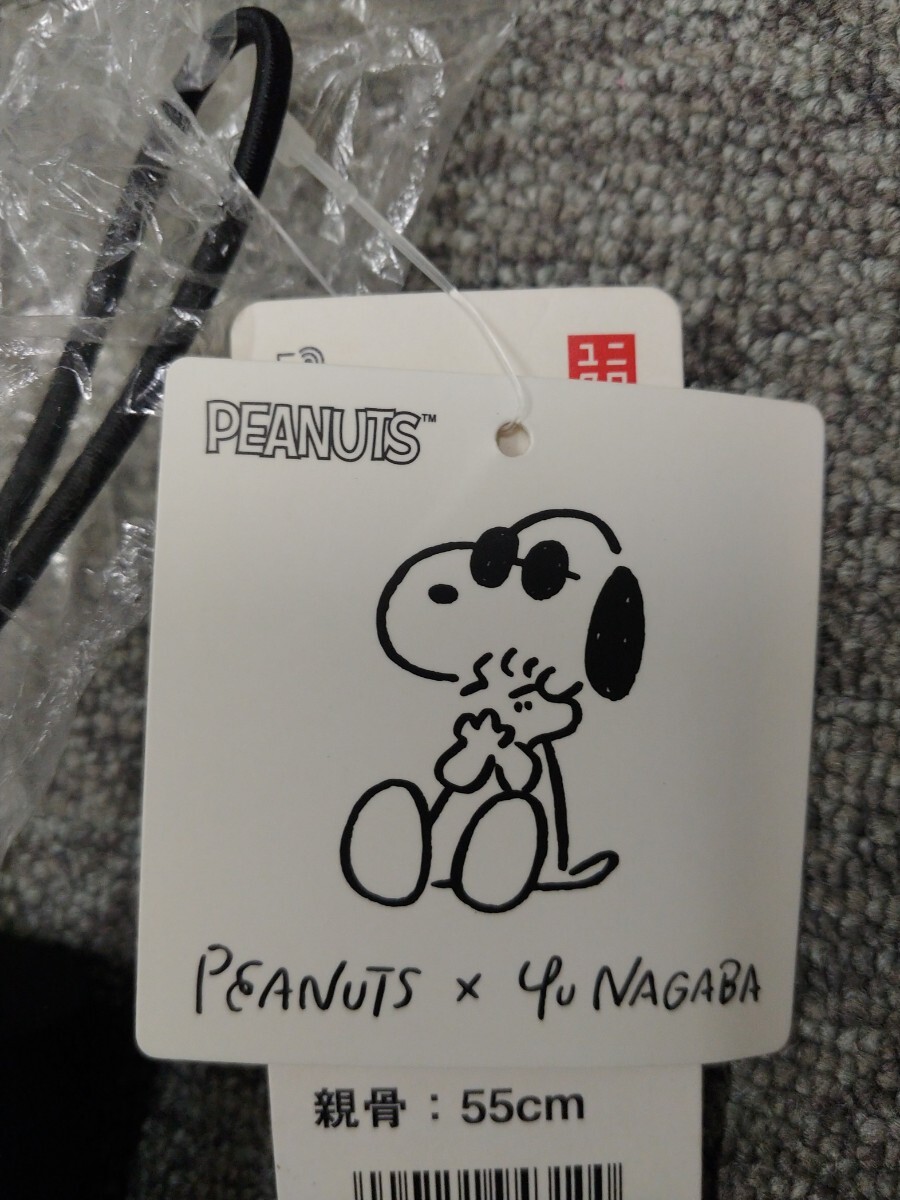 ユニ
PEANUTS™
PEANUTS × YU NAGABA
親骨：55cm